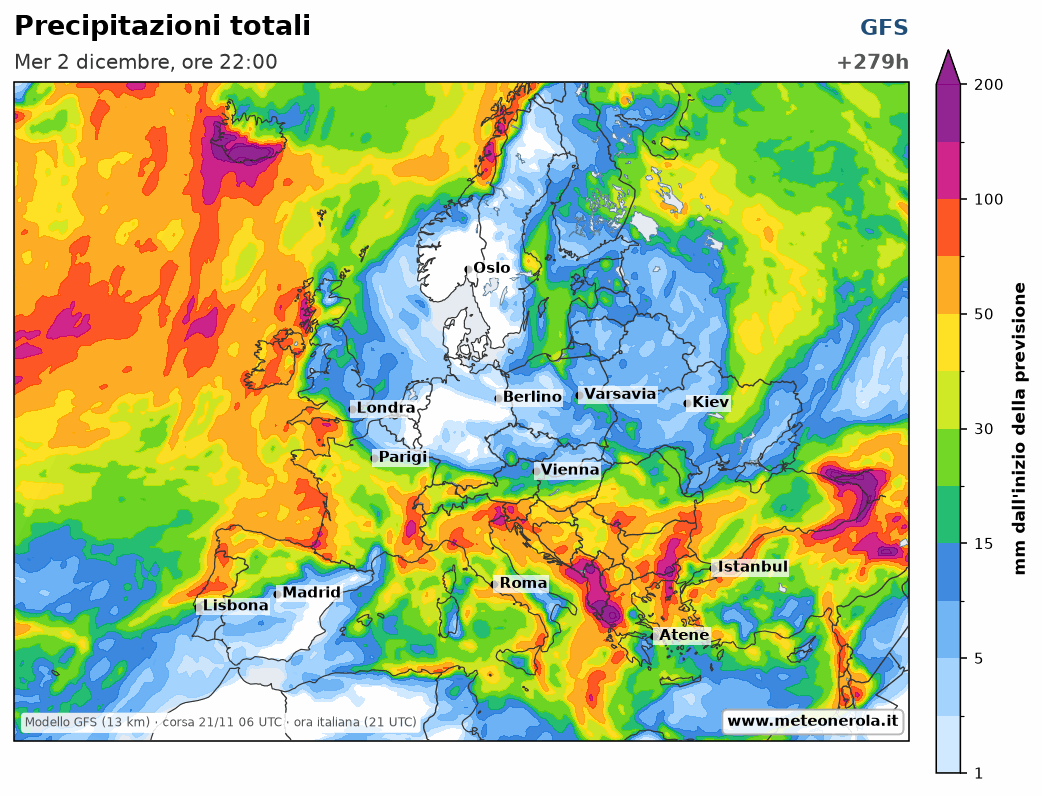 Precipitazioni totali
GFS
Mer 2 dicembre, ore 22:00
+279h
200
100
50
30
15
5
1
mm dall'inizio della previsione
Oslo
Londra
Berlino
Varsavia
Kiev
Parigi
Vienna
Istanbul
Roma
Madrid
Lisbona
Atene
Modello GFS (13 km) · corsa 21/11 06 UTC · ora italiana (21 UTC)
www.meteonerola.it